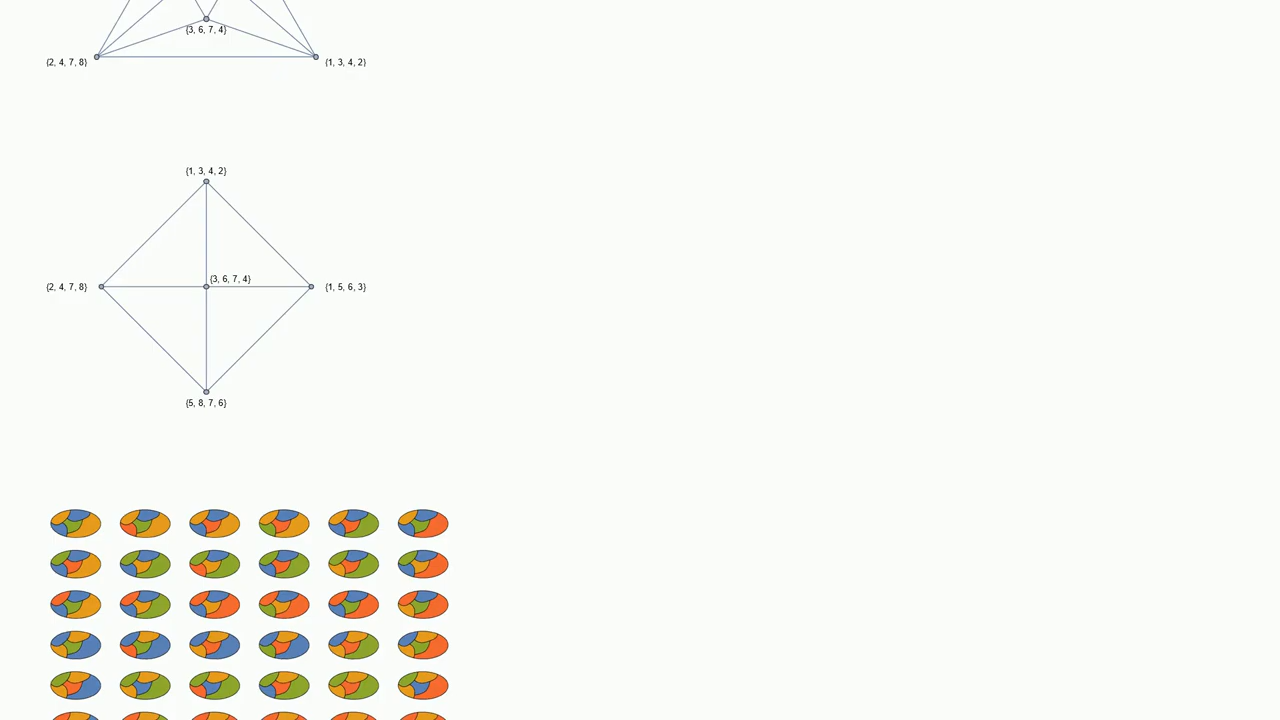 {3, 6, 7, 4}
{2, 4, 7, 8}
{1, 3, 4, 2}
{1, 3, 4, 2}
{3, 6, 7, 4}
{2, 4, 7, 8}
{1, 5, 6, 3}
{5, 8, 7, 6}